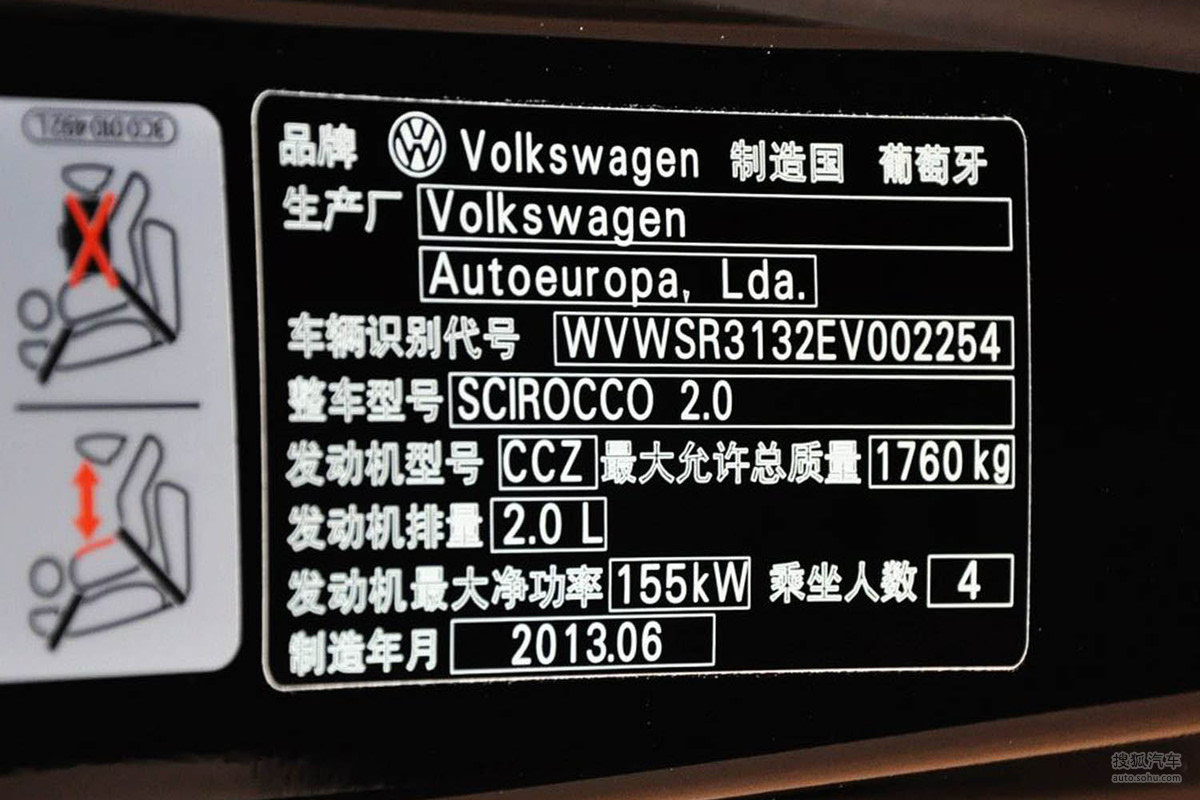 品牌 Volkswagen 制造国 葡萄牙
生产厂 Volkswagen
Autoeuropa, Lda.
车辆识别代号 WVWSR3132EV002254
整车型号 SCIROCCO 2.0
发动机型号 CCZ 最大允许总质量 1760 kg
发动机排量 2.0 L
发动机最大净功率 155kW 乘坐人数 4
制造年月 2013.06
搜狐汽车
auto.sohu.com